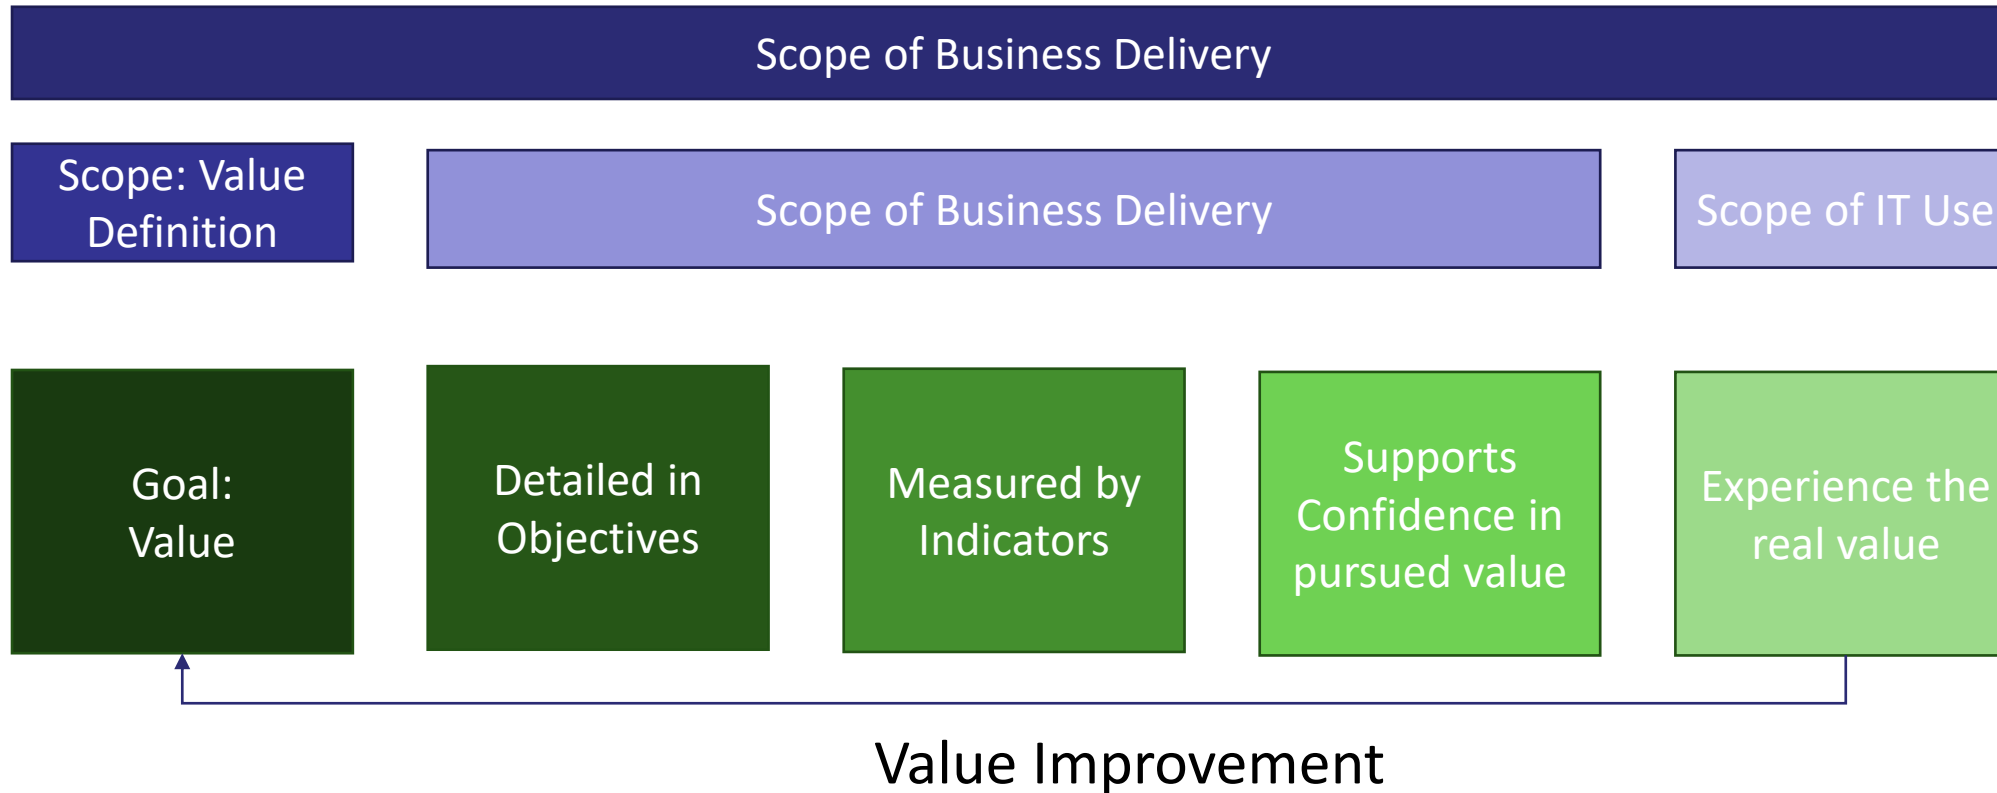 Scope of Business Delivery
Scope: Value
Definition
Scope of Business Delivery
Scope of IT Use
Goal:
Value
Detailed in
Objectives
Measured by
Indicators
Supports
Confidence in
pursued value
Experience the
real value
Value Improvement